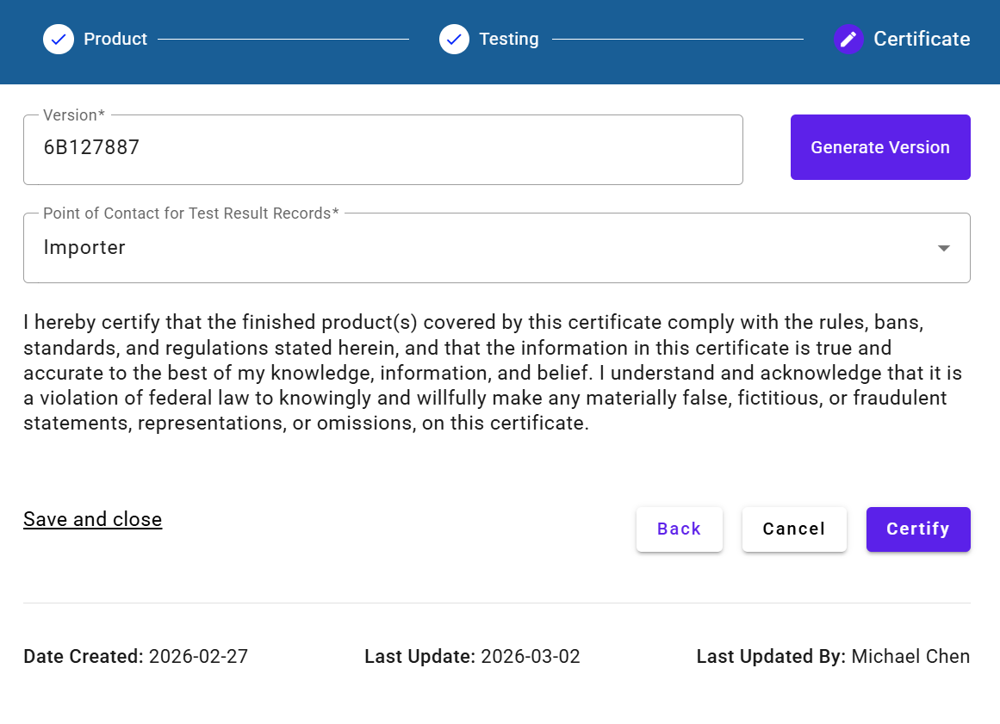 Product
Testing
Certificate
Version*
6B127887
Generate Version
Point of Contact for Test Result Records*
Importer
I hereby certify that the finished product(s) covered by this certificate comply with the rules, bans,
standards, and regulations stated herein, and that the information in this certificate is true and
accurate to the best of my knowledge, information, and belief. I understand and acknowledge that it is
a violation of federal law to knowingly and willfully make any materially false, fictitious, or fraudulent
statements, representations, or omissions, on this certificate.
Save and close
Back
Cancel
Certify
Date Created: 2026-02-27
Last Update: 2026-03-02
Last Updated By: Michael Chen